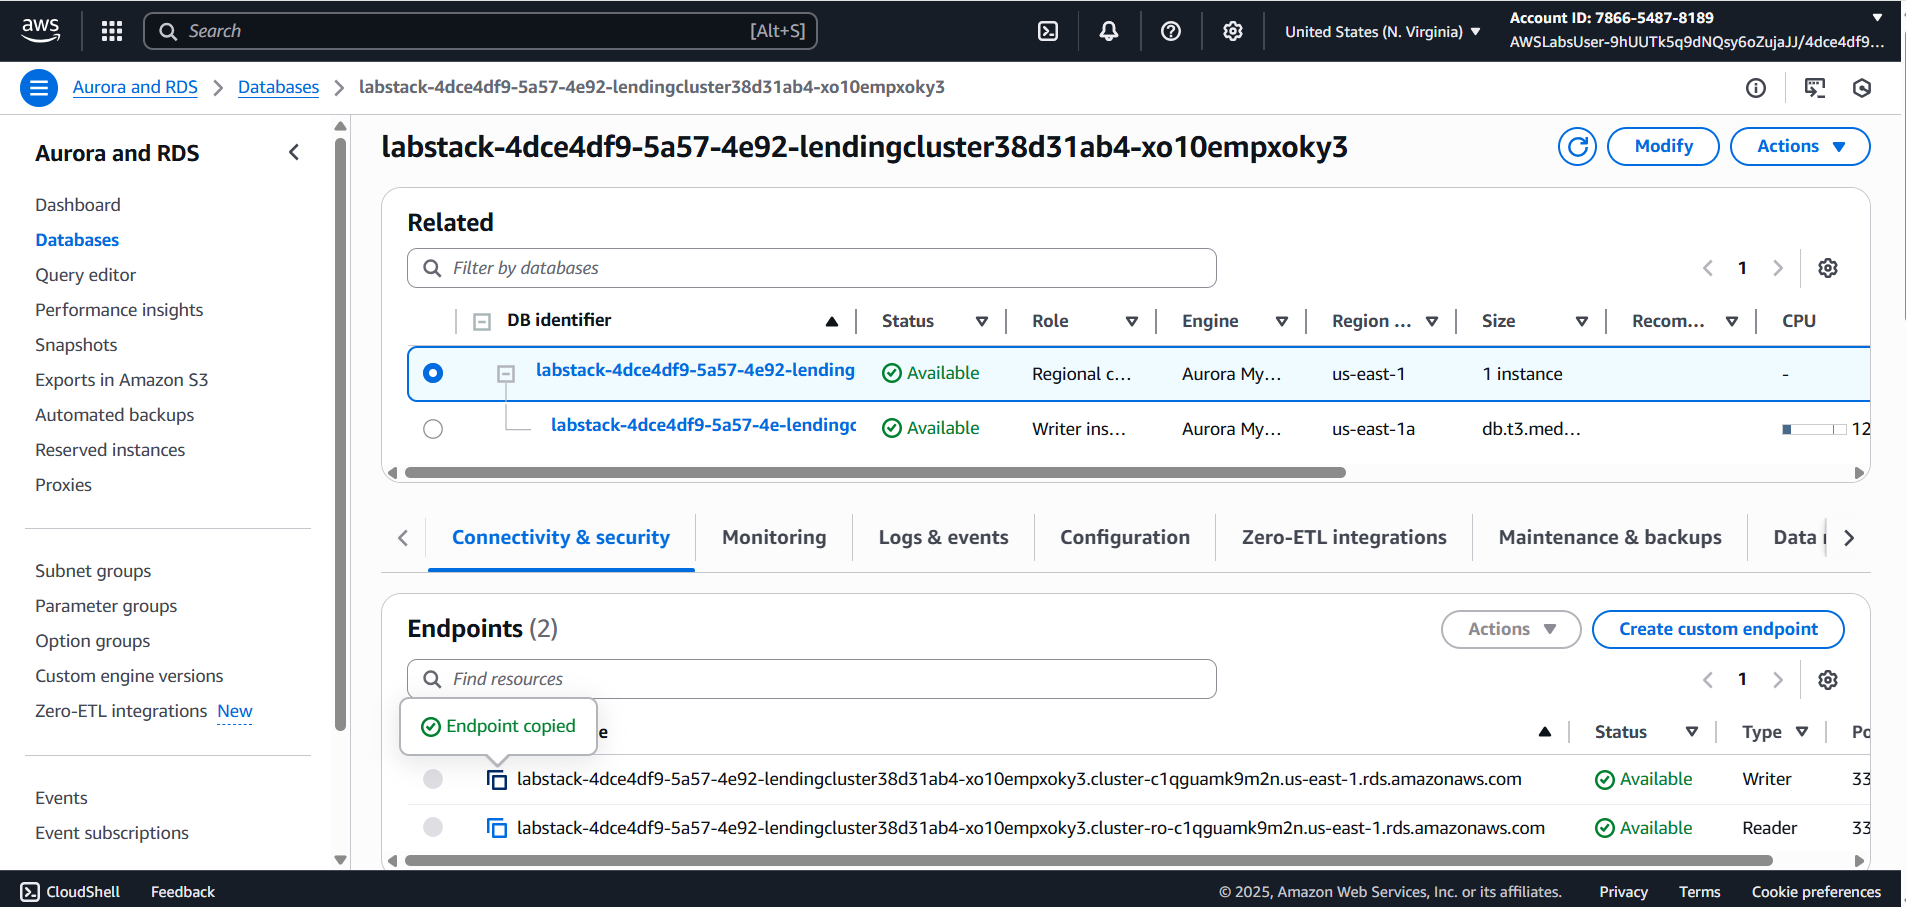 aws
Search [Alt+S]
United States (N. Virginia)
Account ID: 7866-5487-8189
AWSLabsUser-9hUUTk5q9dNQsy6oZujaJJ/4dce4df9...
Aurora and RDS > Databases > labstack-4dce4df9-5a57-4e92-lendingcluster38d31ab4-xo10empxoky3
Aurora and RDS
Dashboard
Databases
Query editor
Performance insights
Snapshots
Exports in Amazon S3
Automated backups
Reserved instances
Proxies
Subnet groups
Parameter groups
Option groups
Custom engine versions
Zero-ETL integrations New
Events
Event subscriptions
labstack-4dce4df9-5a57-4e92-lendingcluster38d31ab4-xo10empxoky3
Modify
Actions
Related
Filter by databases
1
DB identifier Status Role Engine Region ... Size Recom... CPU
labstack-4dce4df9-5a57-4e92-lending Available Regional c... Aurora My... us-east-1 1 instance -
labstack-4dce4df9-5a57-4e-lendingc Available Writer ins... Aurora My... us-east-1a db.t3.med... 12
Connectivity & security Monitoring Logs & events Configuration Zero-ETL integrations Maintenance & backups Data
Endpoints (2)
Actions
Create custom endpoint
Find resources
1
Endpoint copied
e Status Type Po
labstack-4dce4df9-5a57-4e92-lendingcluster38d31ab4-xo10empxoky3.cluster-c1qguamk9m2n.us-east-1.rds.amazonaws.com Available Writer 33
labstack-4dce4df9-5a57-4e92-lendingcluster38d31ab4-xo10empxoky3.cluster-ro-c1qguamk9m2n.us-east-1.rds.amazonaws.com Available Reader 33
CloudShell Feedback © 2025, Amazon Web Services, Inc. or its affiliates. Privacy Terms Cookie preferences